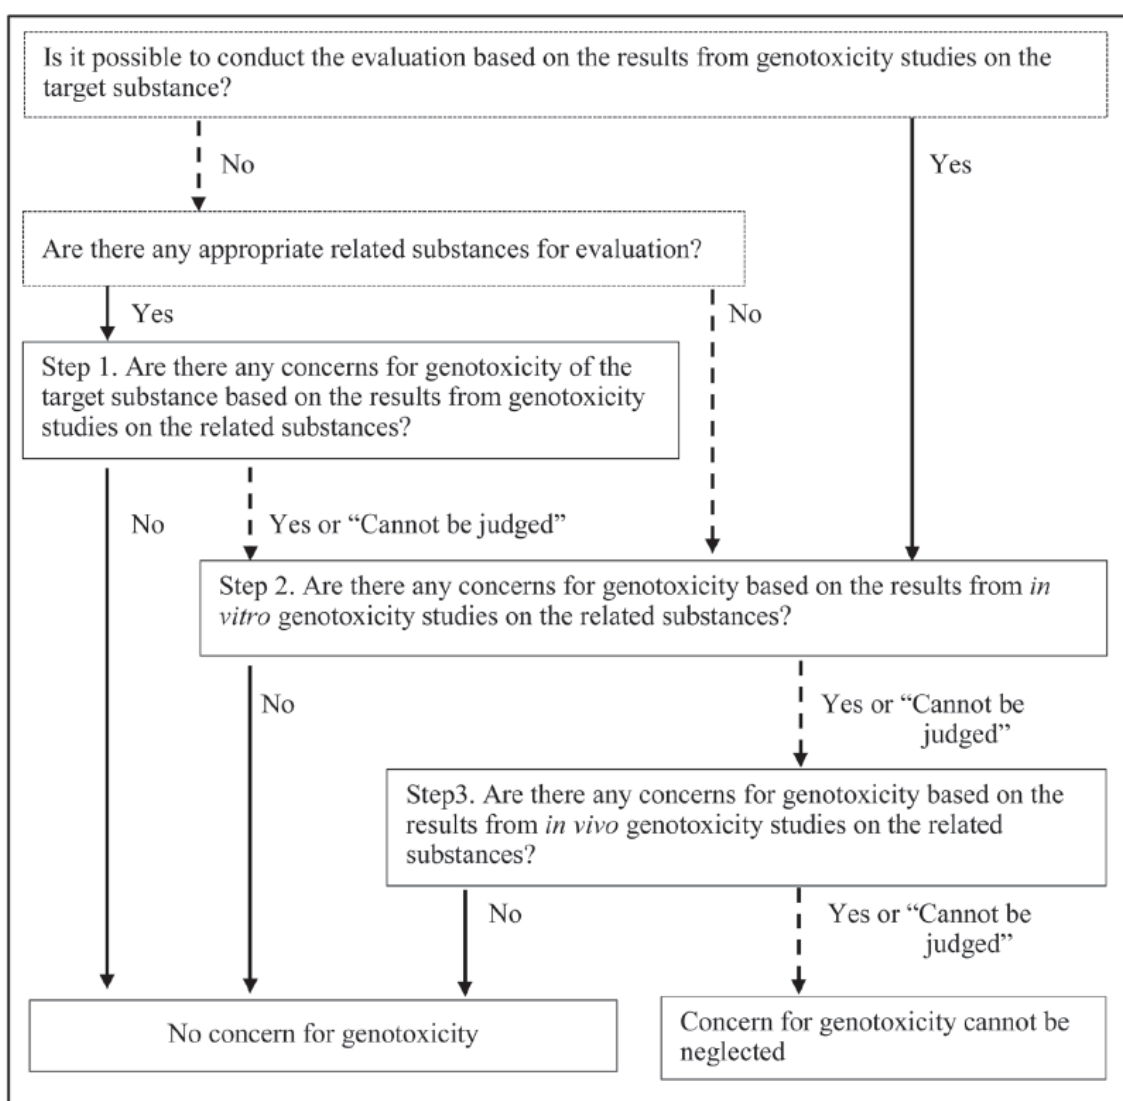 Is it possible to conduct the evaluation based on the results from genotoxicity studies on the
target substance?
No
Yes
Are there any appropriate related substances for evaluation?
Yes
No
Step 1. Are there any concerns for genotoxicity of the
target substance based on the results from genotoxicity
studies on the related substances?
No
Yes or “Cannot be judged”
Step 2. Are there any concerns for genotoxicity based on the results from in
vitro genotoxicity studies on the related substances?
No
Yes or “Cannot be
judged”
Step3. Are there any concerns for genotoxicity based on the
results from in vivo genotoxicity studies on the related
substances?
No
Yes or “Cannot be
judged”
No concern for genotoxicity
Concern for genotoxicity cannot be
neglected